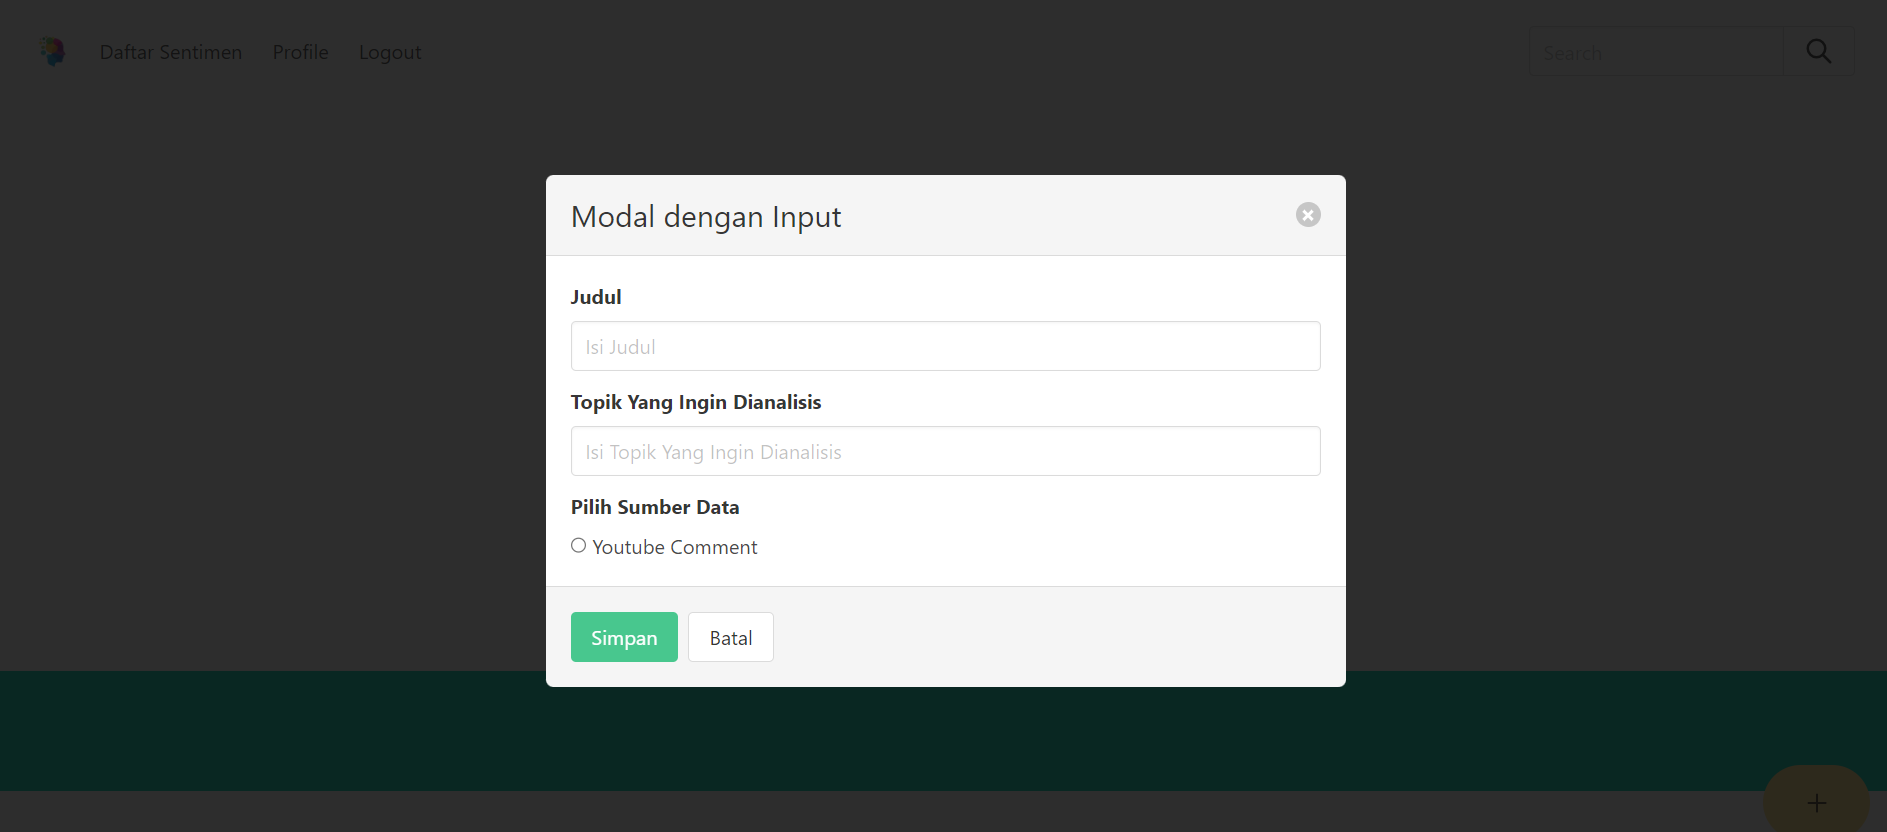 Daftar Sentimen Profile Logout Search
Modal dengan Input
Judul
Isi Judul
Topik Yang Ingin Dianalisis
Isi Topik Yang Ingin Dianalisis
Pilih Sumber Data
Youtube Comment
Simpan Batal
+